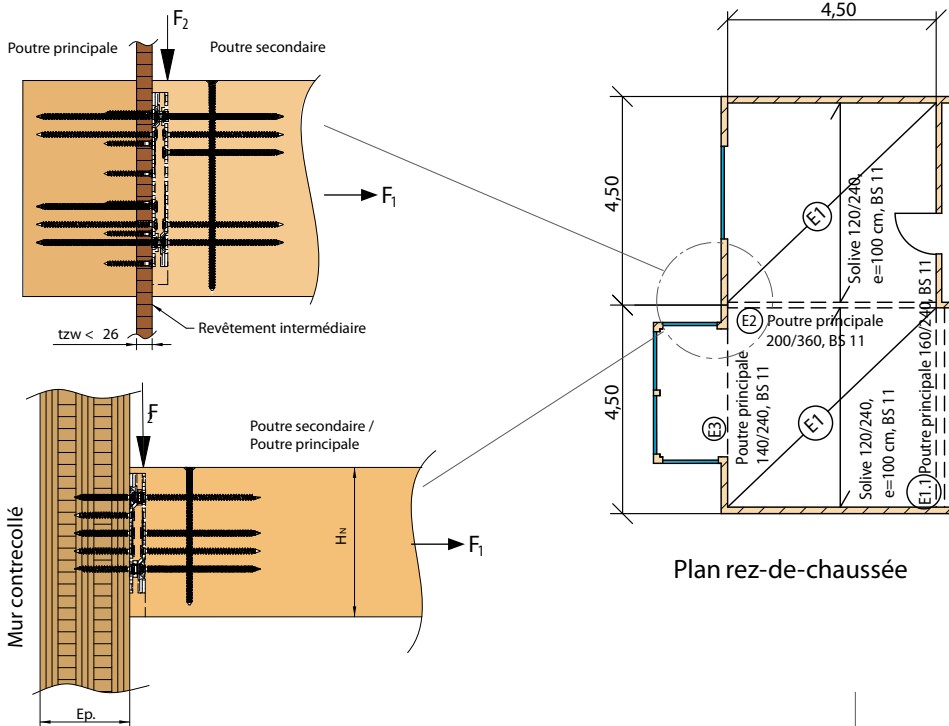 F2
Poutre principale
Poutre secondaire
F1
tzw < 26
Revêtement intermédiaire
F2
Poutre secondaire /
Poutre principale
Mur contrecollé
HN
F1
Ep.
4,50
4,50
4,50
E1
Solive 120/240,
e=100 cm, BS 11
E2
Poutre principale
200/360, BS 11
E3
Poutre principale
140/240, BS 11
E1
Solive 120/240,
e=100 cm, BS 11
E1.1
Poutre principale 160/240, BS 11
Plan rez-de-chaussée